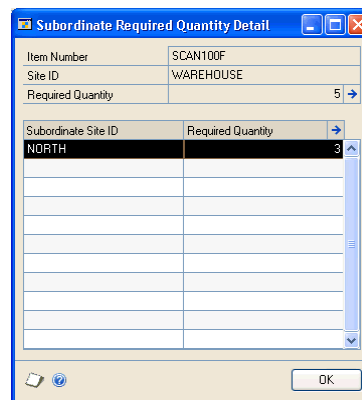 Subordinate Required Quantity Detail
Item Number SCAN100F
Site ID WAREHOUSE
Required Quantity 5
Subordinate Site ID Required Quantity
NORTH 3
OK